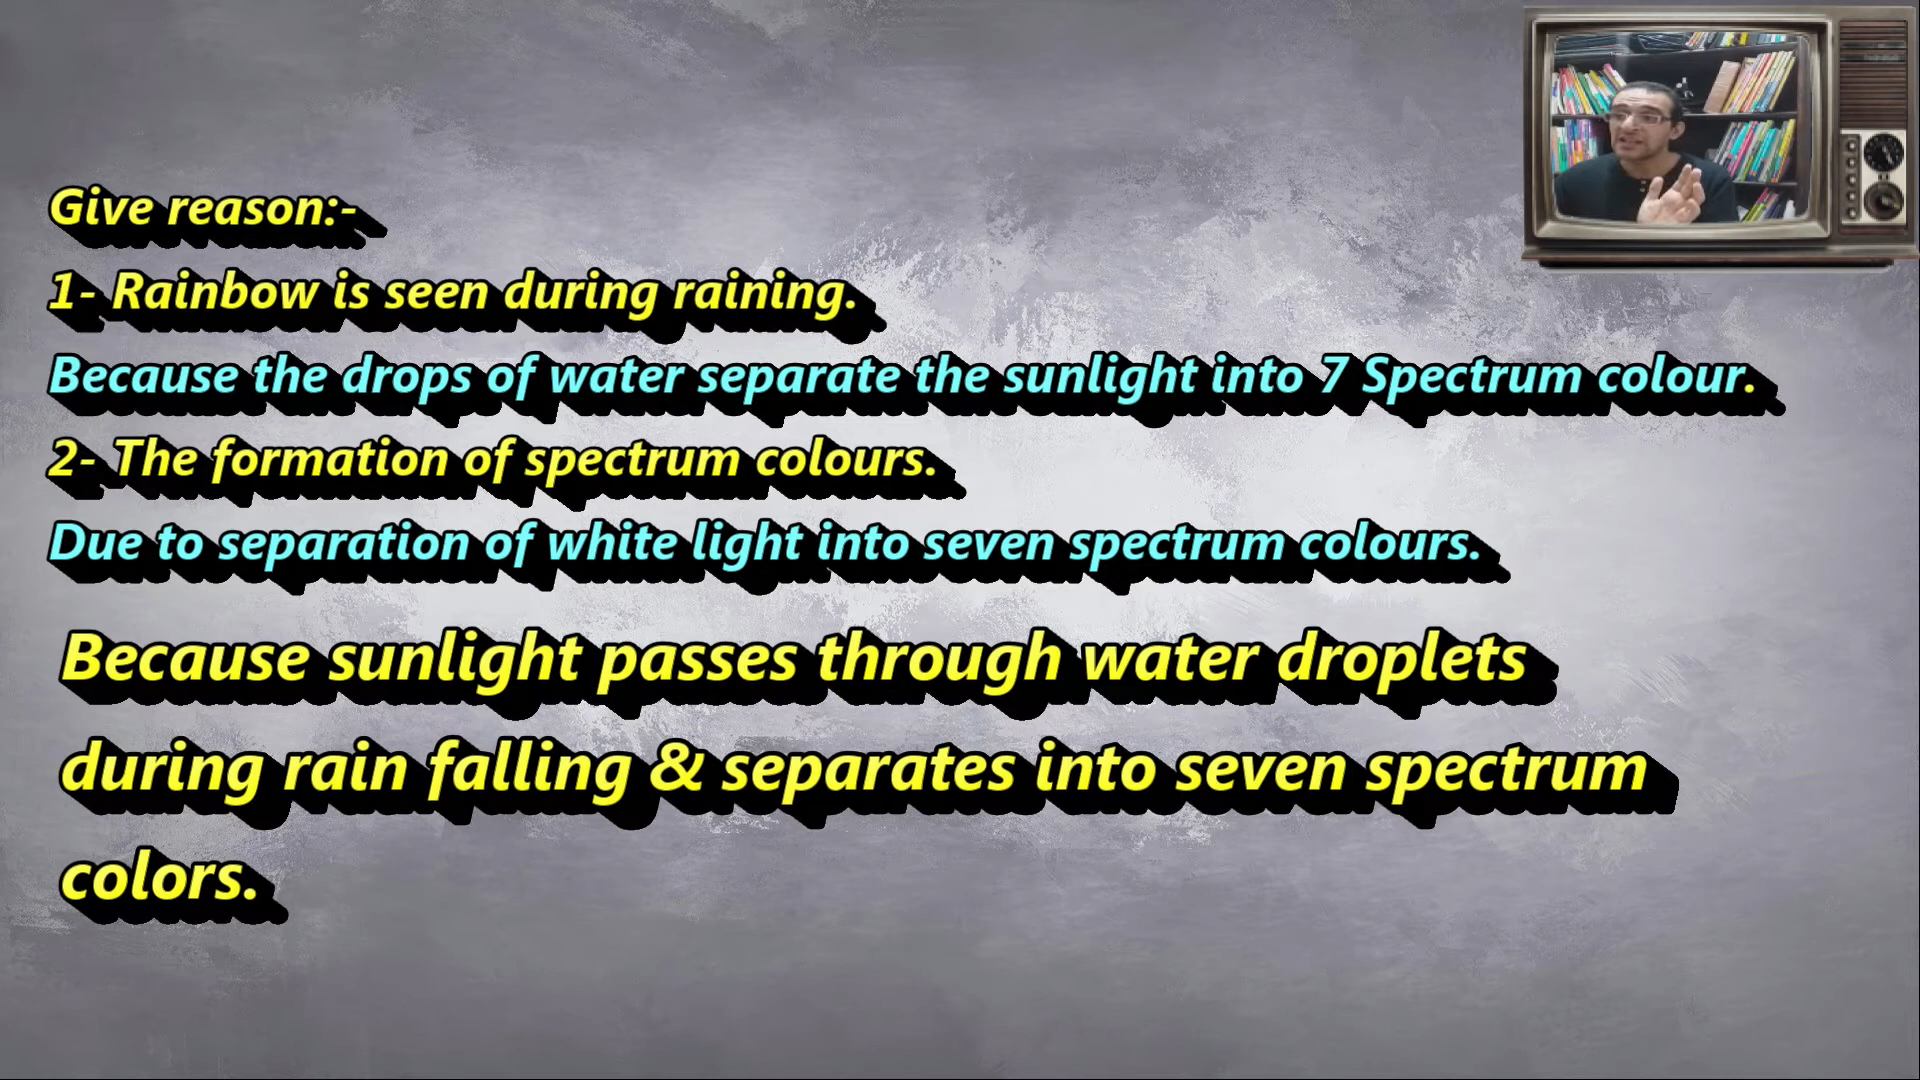 Give reason:-
1- Rainbow is seen during raining.
Because the drops of water separate the sunlight into 7 Spectrum colour.
2- The formation of spectrum colours.
Due to separation of white light into seven spectrum colours.
Because sunlight passes through water droplets
during rain falling & separates into seven spectrum
colors.